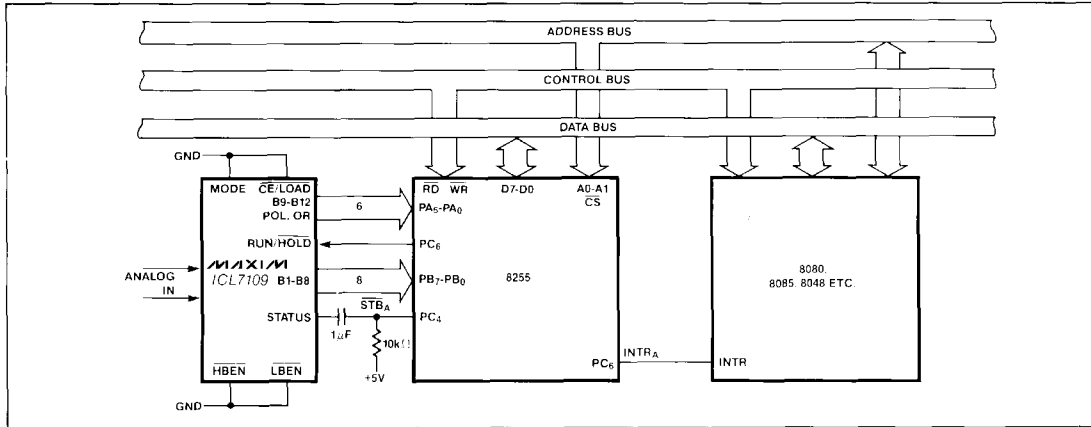 ADDRESS BUS
CONTROL BUS
DATA BUS
GND
MODE CE/LOAD
B9-B12
POL, OR
6
RUN/HOLD
MAXIM
ICL7109 B1-B8
8
ANALOG
IN
STATUS
1µF
STBA
10kΩ
+5V
HBEN LBEN
GND
RD WR D7-D0 A0-A1
CS
PA5-PA0
PC6
PB7-PB0
8255
PC4
PC6
INTRA
INTR
8080,
8085, 8048 ETC.